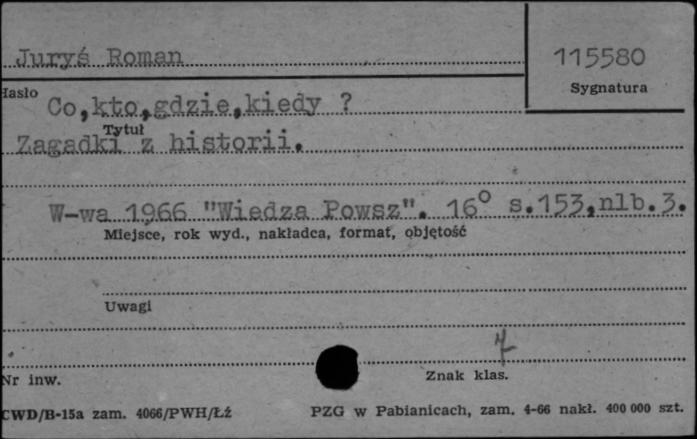 Juryś Roman
115580
Hasło
Sygnatura
Co,kto,gdzie,kiedy ?
Tytuł
Zagadki z historii.
W-wa 1966 "Wiedza Powsz". 16° s.153,nlb.3.
Miejsce, rok wyd., nakładca, format, objętość
Uwagi
Nr inw.
Znak klas.
CWD/B-15a zam. 4066/PWH/Łź
PZG w Pabianicach, zam. 4-66 nakł. 400 000 szt.